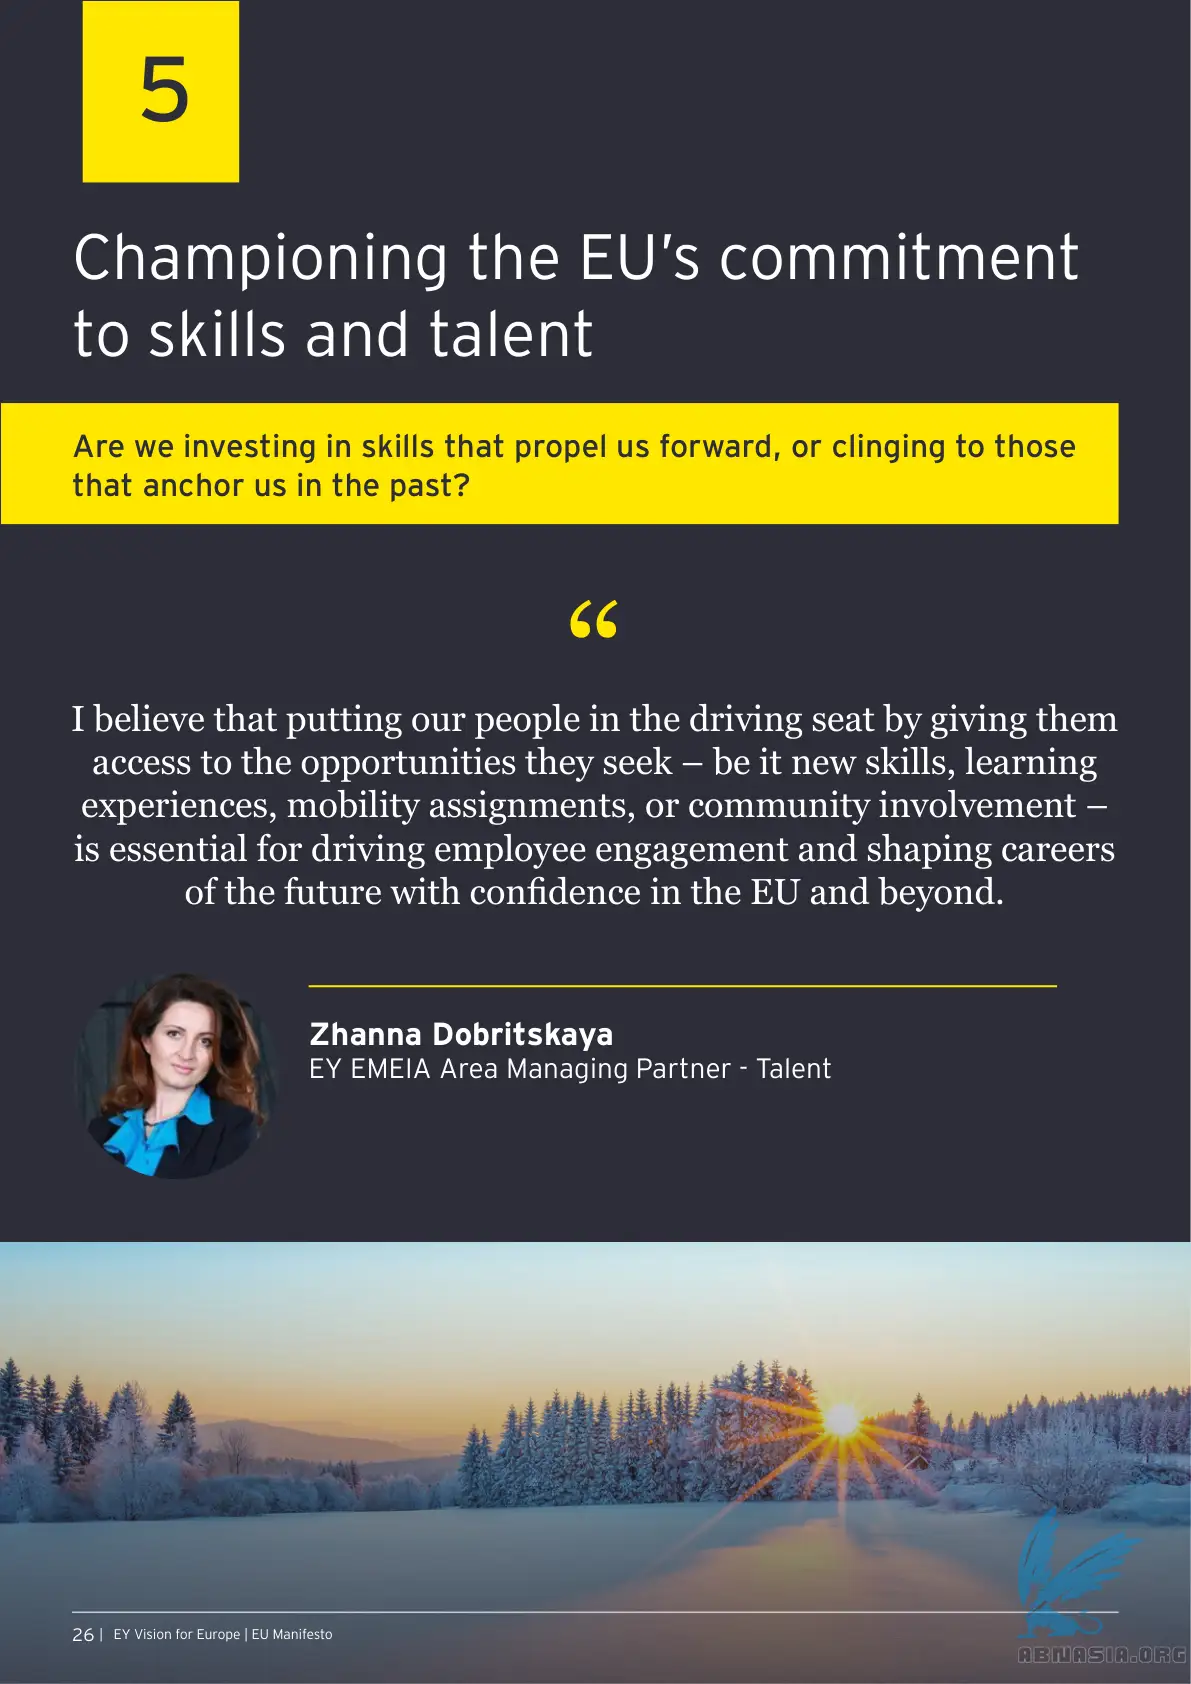 5
Championing the EU’s commitment
to skills and talent
Are we investing in skills that propel us forward, or clinging to those
that anchor us in the past?
“
I believe that putting our people in the driving seat by giving them
access to the opportunities they seek – be it new skills, learning
experiences, mobility assignments, or community involvement –
is essential for driving employee engagement and shaping careers
of the future with confidence in the EU and beyond.
Zhanna Dobritskaya
EY EMEIA Area Managing Partner - Talent
26 | EY Vision for Europe | EU Manifesto
ABNASIA.ORG